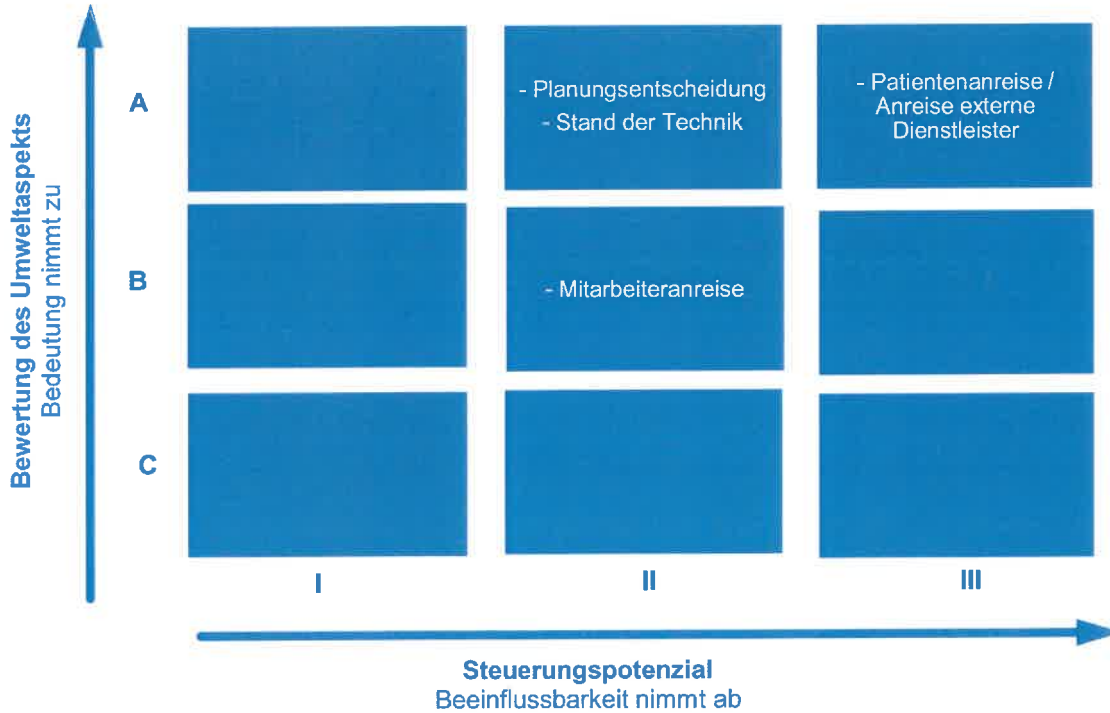 Bewertung des Umweltaspekts
Bedeutung nimmt zu
A
- Planungsentscheidung
- Stand der Technik
- Patientenanreise /
Anreise externe
Dienstleister
B
- Mitarbeiteranreise
C
I
II
III
Steuerungspotenzial
Beeinflussbarkeit nimmt ab